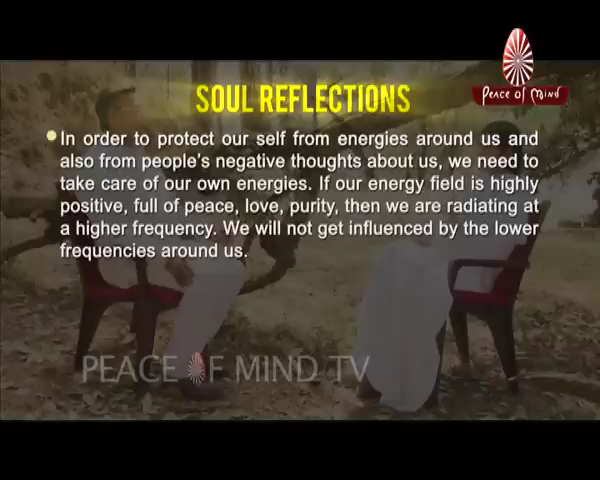 Peace of Mind
SOUL REFLECTIONS
In order to protect our self from energies around us and
also from people's negative thoughts about us, we need to
take care of our own energies. If our energy field is highly
positive, full of peace, love, purity, then we are radiating at
a higher frequency. We will not get influenced by the lower
frequencies around us.
PEACE OF MIND TV